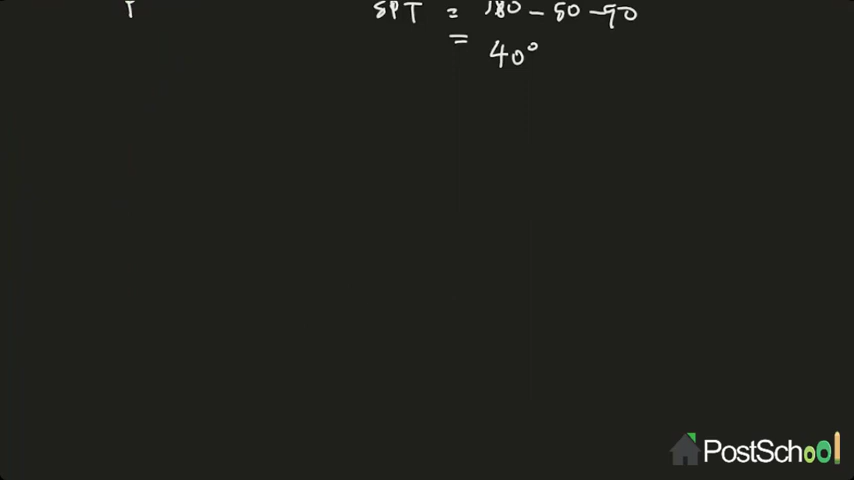 T
SPT = 180 - 50 - 90
= 40°
PostSchool